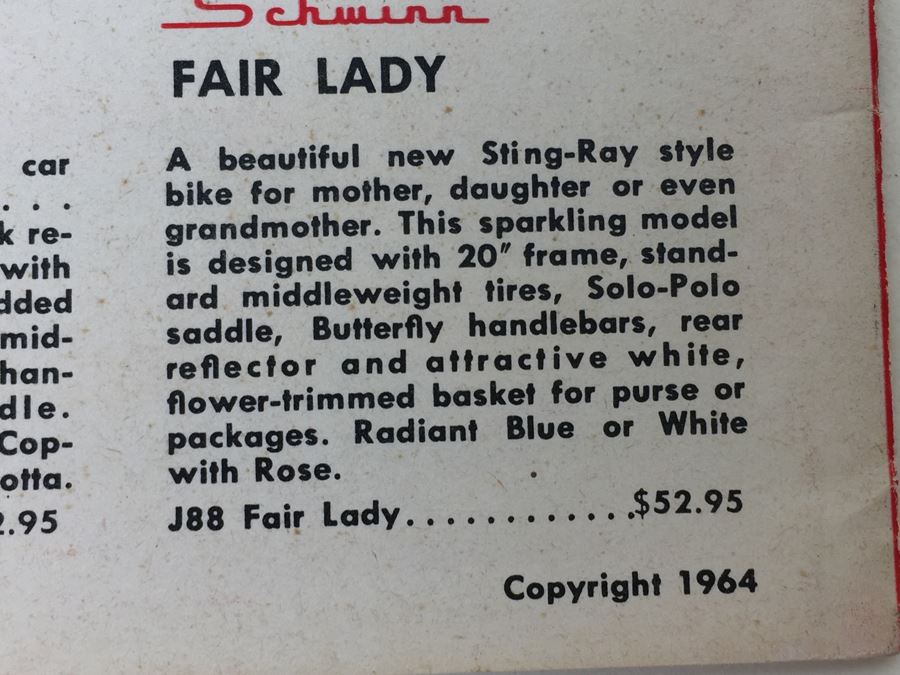 Schwinn
FAIR LADY
A beautiful new Sting-Ray style
bike for mother, daughter or even
grandmother. This sparkling model
is designed with 20" frame, stand-
ard middleweight tires, Solo-Polo
saddle, Butterfly handlebars, rear
reflector and attractive white,
flower-trimmed basket for purse or
packages. Radiant Blue or White
with Rose.
J88 Fair Lady.............$52.95
Copyright 1964
car
. . .
k re-
with
dded
mid-
han-
dle.
Cop-
otta.
2.95